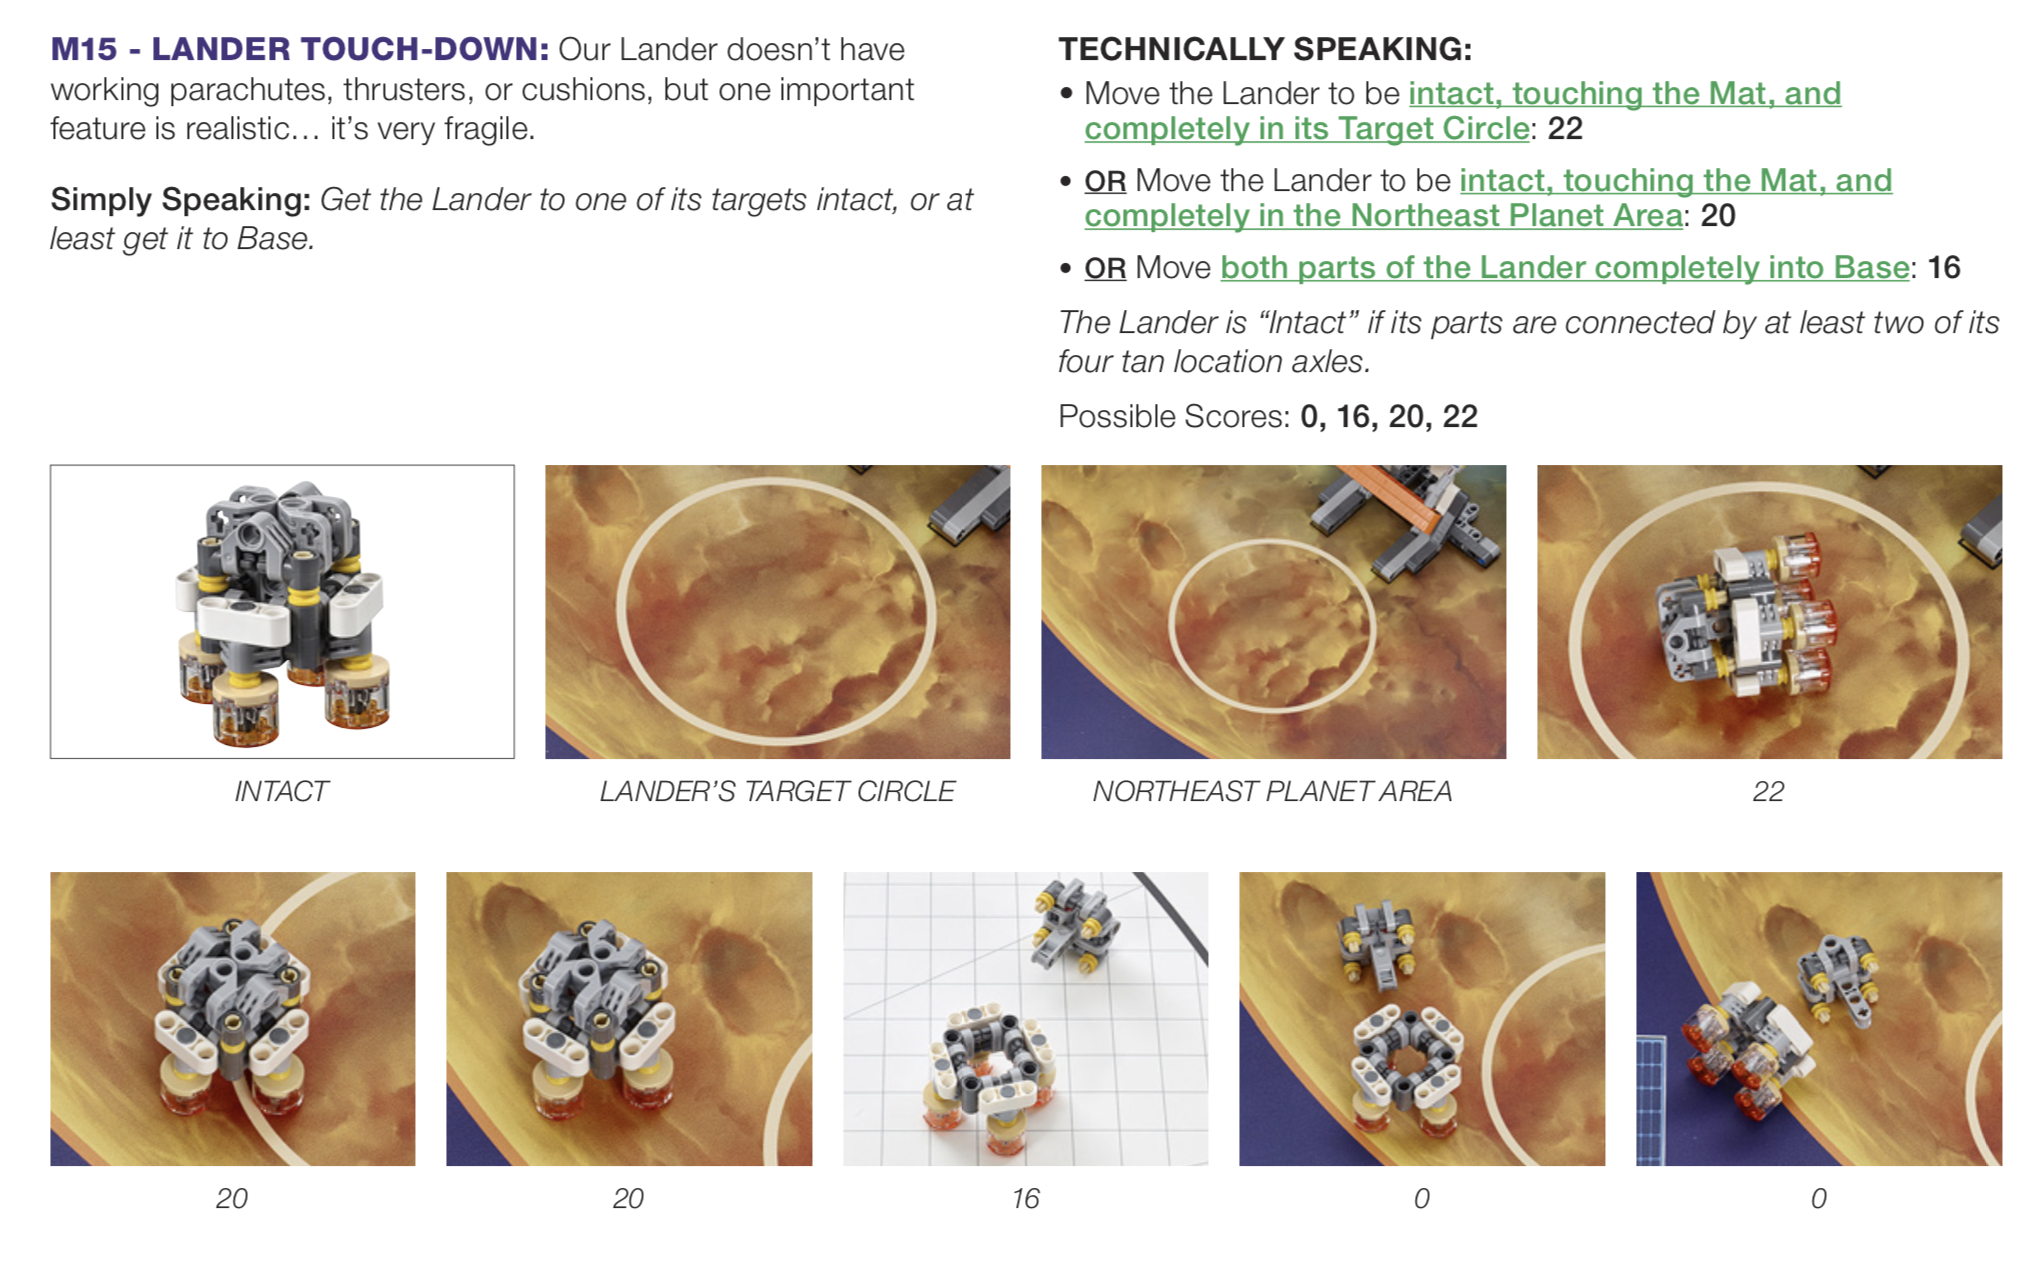 M15 - LANDER TOUCH-DOWN: Our Lander doesn’t have
working parachutes, thrusters, or cushions, but one important
feature is realistic… it’s very fragile.
Simply Speaking: Get the Lander to one of its targets intact, or at
least get it to Base.
TECHNICALLY SPEAKING:
• Move the Lander to be intact, touching the Mat, and
completely in its Target Circle: 22
• OR Move the Lander to be intact, touching the Mat, and
completely in the Northeast Planet Area: 20
• OR Move both parts of the Lander completely into Base: 16
The Lander is “Intact” if its parts are connected by at least two of its
four tan location axles.
Possible Scores: 0, 16, 20, 22
INTACT
LANDER’S TARGET CIRCLE
NORTHEAST PLANET AREA
22
20
20
16
0
0